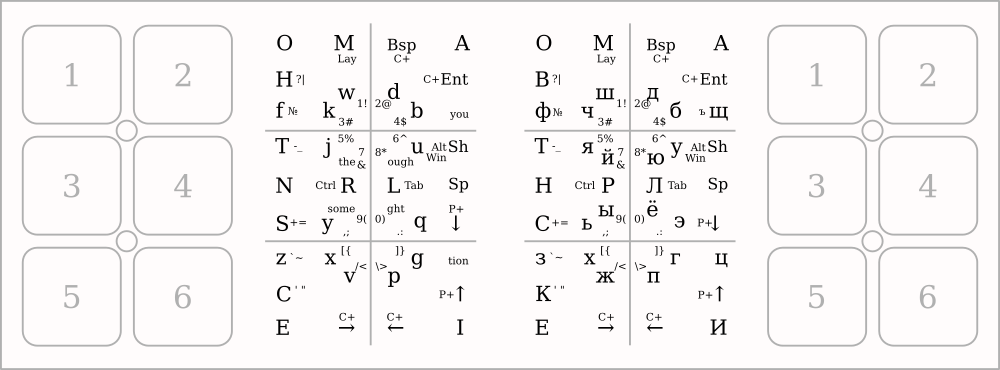 1 2
3 4
5 6
O M Bsp A
Lay C+
H ?| C+ Ent
w d
f № k 1! 2@ b you
3# 4$
T -_ j 5% 6^ u Alt Sh
7 8* Win
the & ough
N Ctrl R L Tab Sp
some ght P+
S += y 9( 0) q ↓
,; .:
z `~ x [{ ]} g tion
/< \>
v p
C '" P+ ↑
C+ C+
E → ← I
O M Bsp A
Lay C+
В ?| C+ Ent
ш д
ф № ч 1! 2@ б ъ щ
3# 4$
Т -_ я 5% 6^ у Alt Sh
й 7 8* ю Win
&
Н Ctrl Р Л Tab Sp
ы ё
С += ь 9( 0) э P+ ↓
,; .:
з `~ х [{ ]} г ц
/< \>
ж п
К '" P+ ↑
C+ C+
Е → ← И
1 2
3 4
5 6